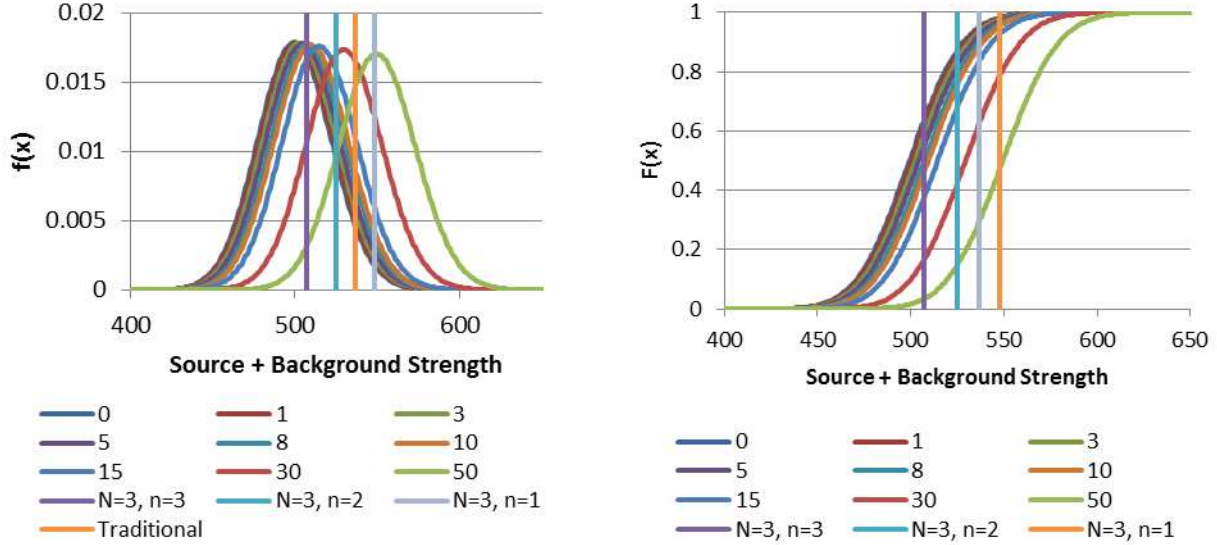 0.02
0.015
0.01
0.005
0
f(x)
400 500 600
Source + Background Strength
0 1 3
5 8 10
15 30 50
N=3, n=3 N=3, n=2 N=3, n=1
Traditional
1
0.8
0.6
0.4
0.2
0
F(x)
400 450 500 550 600 650
Source + Background Strength
0 1 3
5 8 10
15 30 50
N=3, n=3 N=3, n=2 N=3, n=1